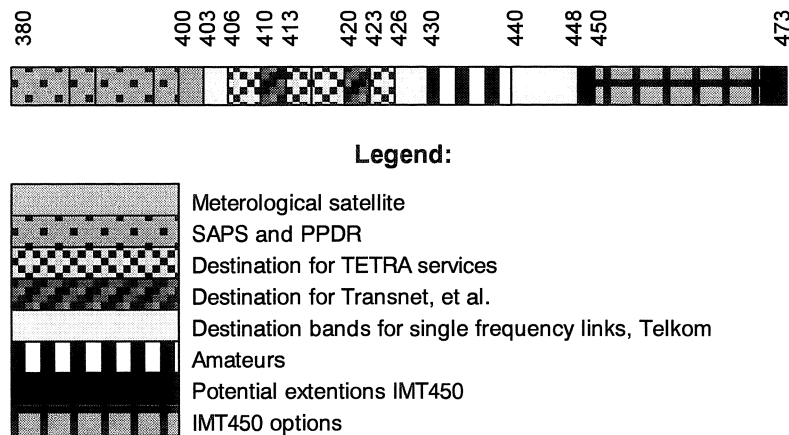 380 400 403 406 410 413 420 423 426 430 440 448 450 473
Legend:
Meterological satellite
SAPS and PPDR
Destination for TETRA services
Destination for Transnet, et al.
Destination bands for single frequency links, Telkom
Amateurs
Potential extentions IMT450
IMT450 options